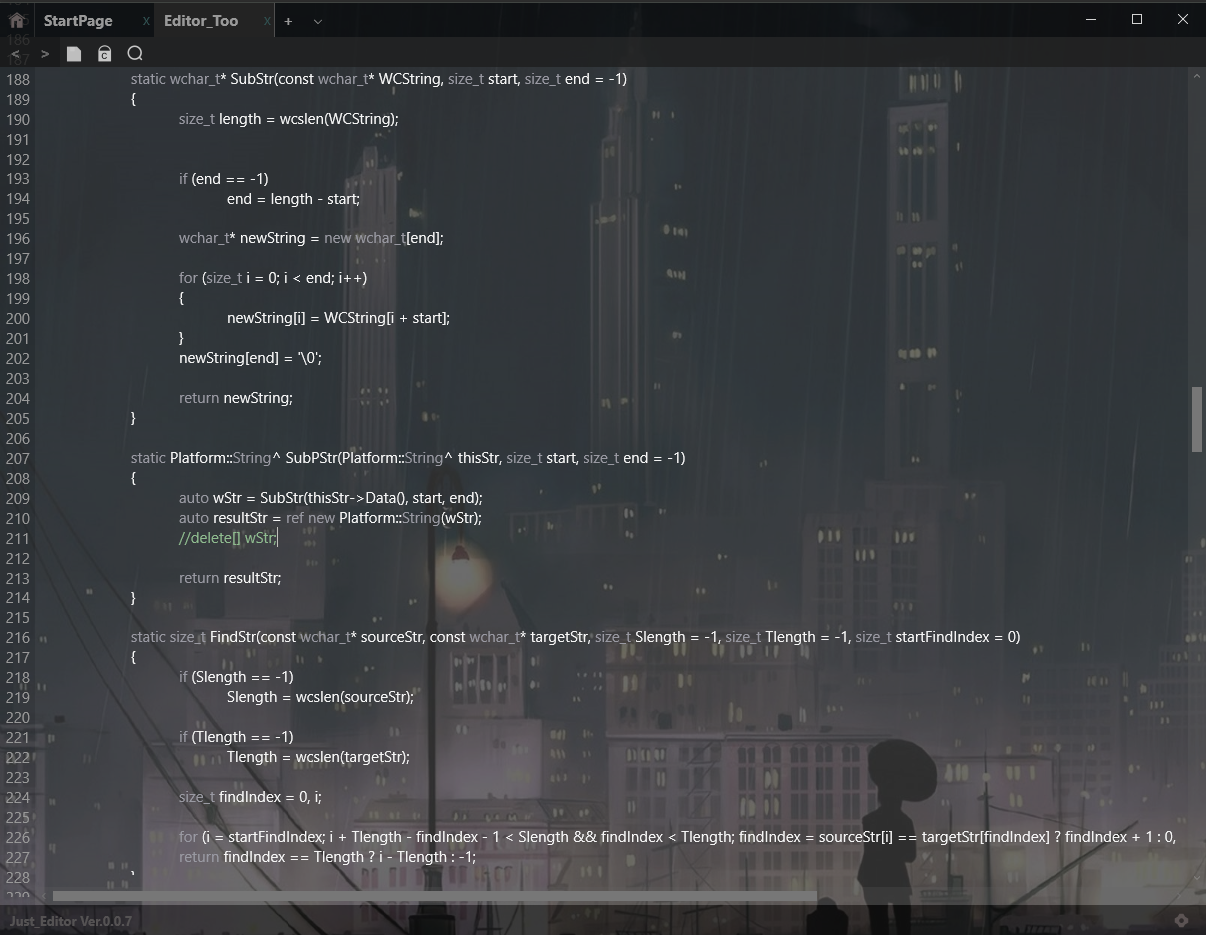 StartPage x Editor_Too x + ⌄
186
187
< >
188 static wchar_t* SubStr(const wchar_t* WCString, size_t start, size_t end = -1)
189 {
190 size_t length = wcslen(WCString);
191
192
193 if (end == -1)
194 end = length - start;
195
196 wchar_t* newString = new wchar_t[end];
197
198 for (size_t i = 0; i < end; i++)
199 {
200 newString[i] = WCString[i + start];
201 }
202 newString[end] = '\0';
203
204 return newString;
205 }
206
207 static Platform::String^ SubPStr(Platform::String^ thisStr, size_t start, size_t end = -1)
208 {
209 auto wStr = SubStr(thisStr->Data(), start, end);
210 auto resultStr = ref new Platform::String(wStr);
211 //delete[] wStr;
212
213 return resultStr;
214 }
215
216 static size_t FindStr(const wchar_t* sourceStr, const wchar_t* targetStr, size_t Slength = -1, size_t Tlength = -1, size_t startFindIndex = 0)
217 {
218 if (Slength == -1)
219 Slength = wcslen(sourceStr);
220
221 if (Tlength == -1)
222 Tlength = wcslen(targetStr);
223
224 size_t findIndex = 0, i;
225
226 for (i = startFindIndex; i + Tlength - findIndex - 1 < Slength && findIndex < Tlength; findIndex = sourceStr[i] == targetStr[findIndex] ? findIndex + 1 : 0,
227 return findIndex == Tlength ? i - Tlength : -1;
228 }
229
Just_Editor Ver.0.0.7